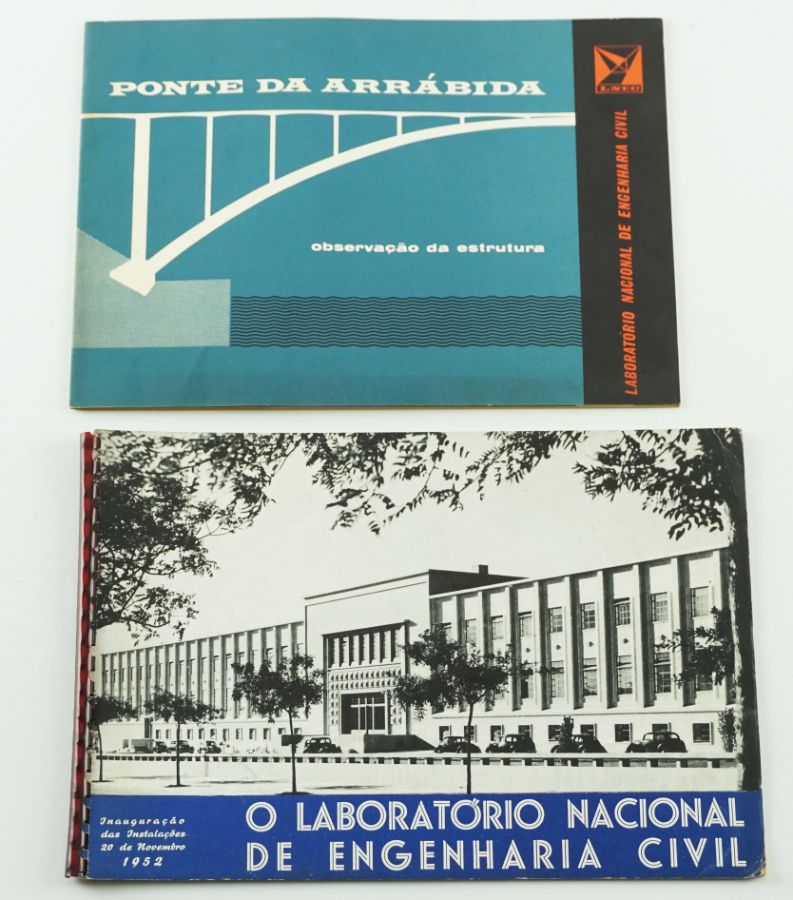 PONTE DA ARRÁBIDA
observação da estrutura
LNEC
LABORATÓRIO NACIONAL DE ENGENHARIA CIVIL
Inauguração
das Instalações
20 de Novembro
1952
O LABORATÓRIO NACIONAL
DE ENGENHARIA CIVIL